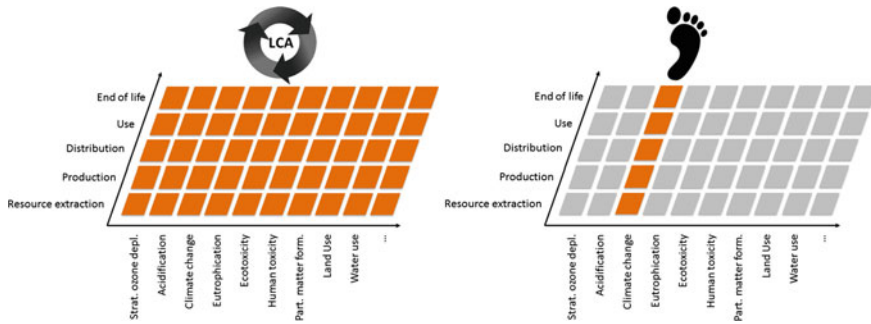 LCA
End of life
Use
Distribution
Production
Resource extraction
Strat. ozone depl.
Acidification
Climate change
Eutrophication
Ecotoxicity
Human toxicity
Part. matter form.
Land Use
Water use
...
End of life
Use
Distribution
Production
Resource extraction
Strat. ozone depl.
Acidification
Climate change
Eutrophication
Ecotoxicity
Human toxicity
Part. matter form.
Land Use
Water use
...